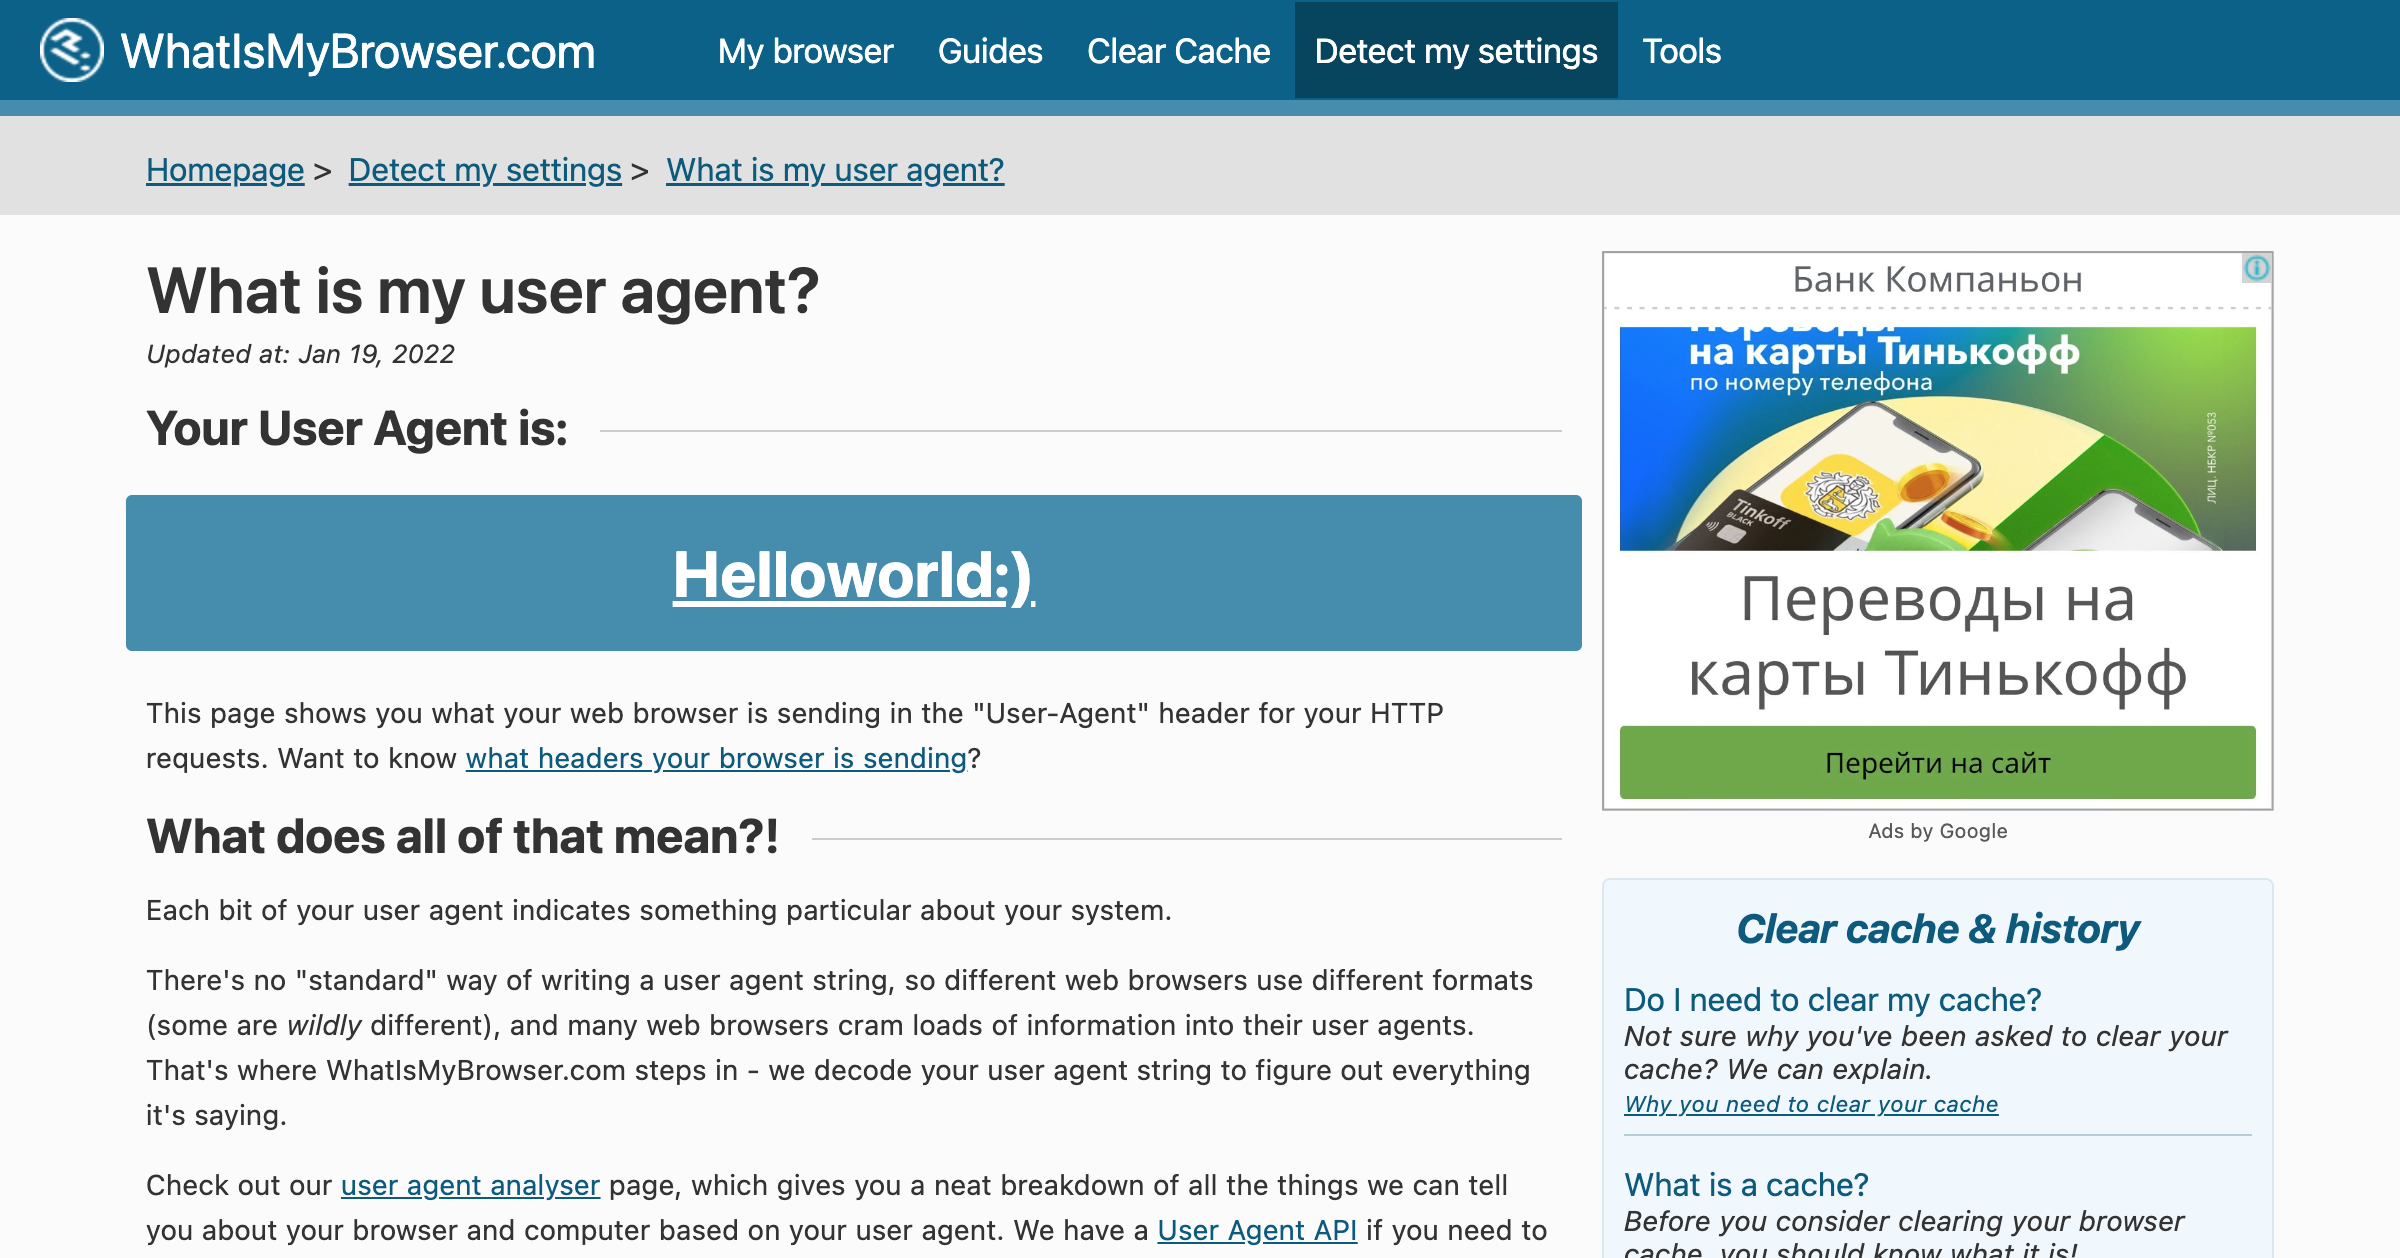 WhatIsMyBrowser.com
My browser
Guides
Clear Cache
Detect my settings
Tools
Homepage > Detect my settings > What is my user agent?
What is my user agent?
Updated at: Jan 19, 2022
Your User Agent is:
Helloworld:)
This page shows you what your web browser is sending in the "User-Agent" header for your HTTP
requests. Want to know what headers your browser is sending?
What does all of that mean?!
Each bit of your user agent indicates something particular about your system.
There's no "standard" way of writing a user agent string, so different web browsers use different formats
(some are wildly different), and many web browsers cram loads of information into their user agents.
That's where WhatIsMyBrowser.com steps in - we decode your user agent string to figure out everything
it's saying.
Check out our user agent analyser page, which gives you a neat breakdown of all the things we can tell
you about your browser and computer based on your user agent. We have a User Agent API if you need to
Банк Компаньон
Переводы
на карты Тинькофф
по номеру телефона
ЛИЦ. НБКР №053
Tinkoff
BLACK
Переводы на
карты Тинькофф
Перейти на сайт
Ads by Google
Clear cache & history
Do I need to clear my cache?
Not sure why you've been asked to clear your
cache? We can explain.
Why you need to clear your cache
What is a cache?
Before you consider clearing your browser
cache, you should know what it is!